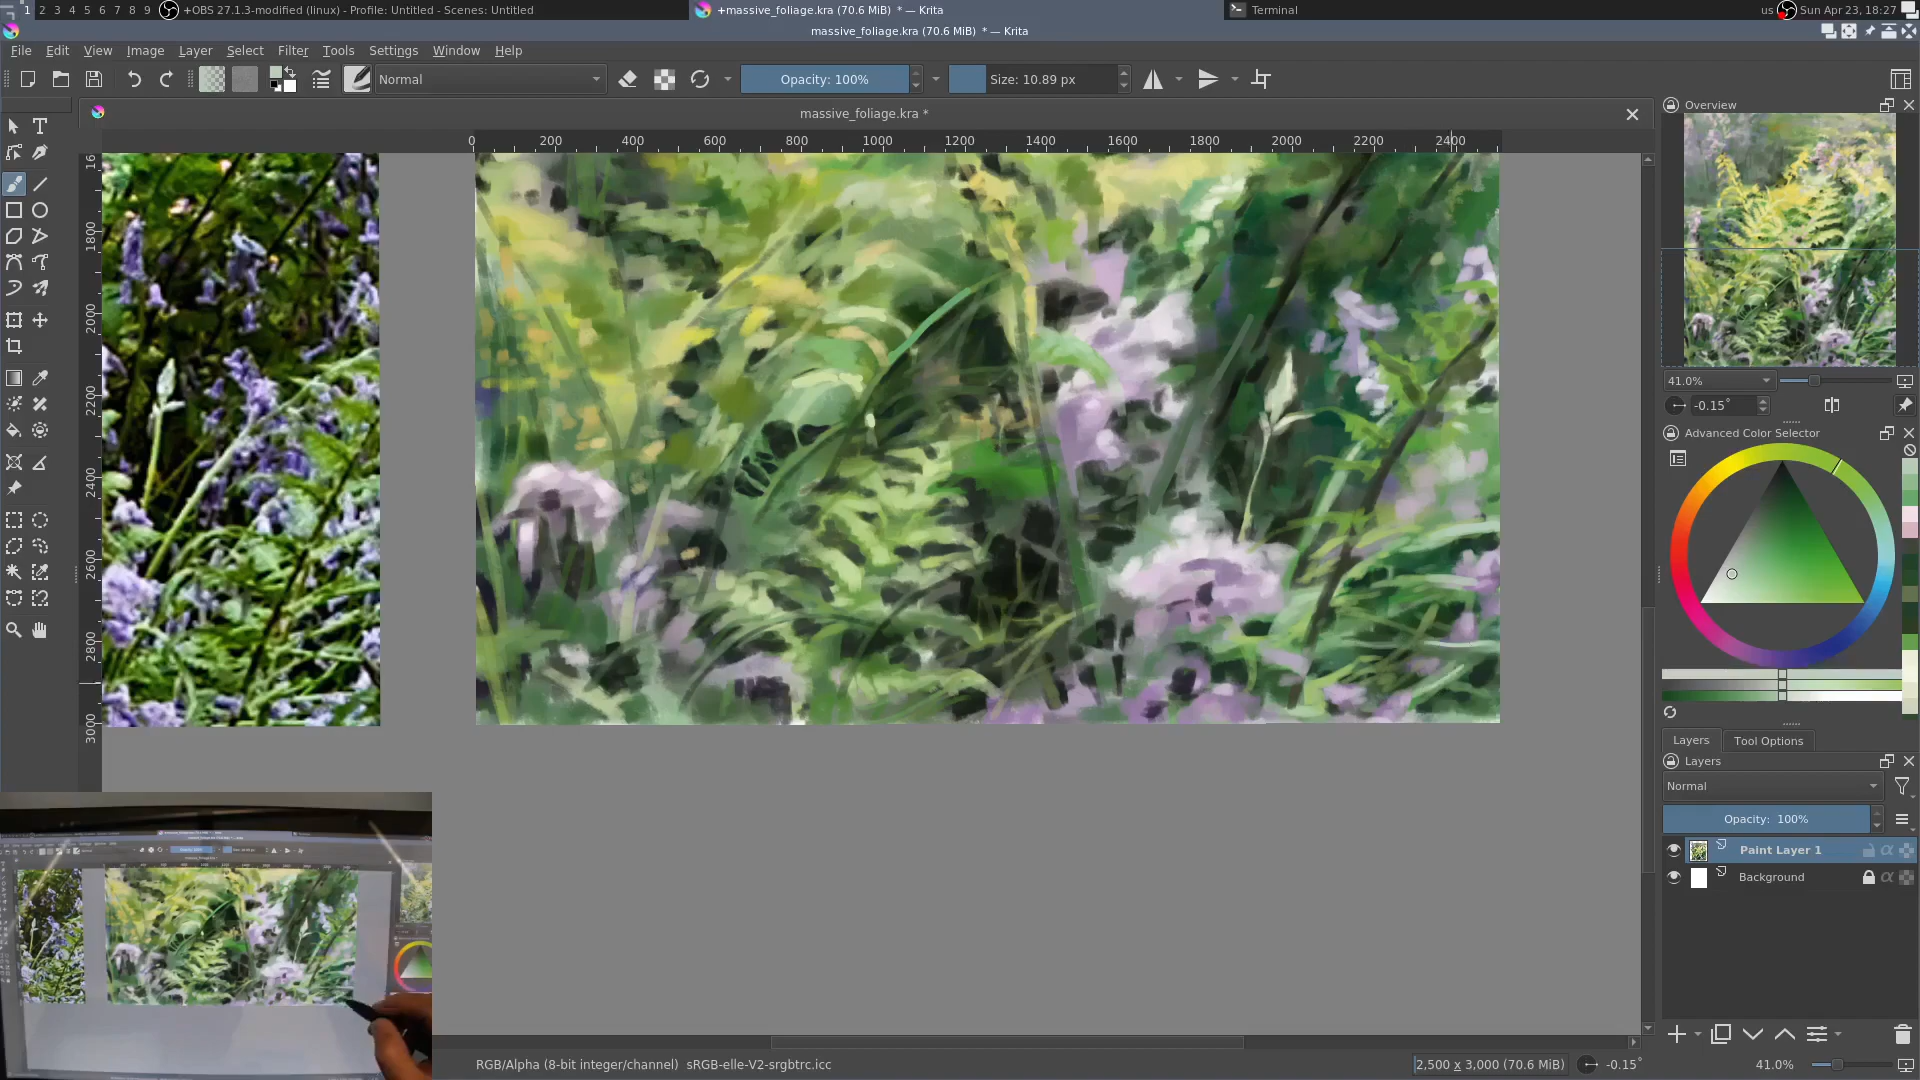 1 2 3 4 5 6 7 8 9 +OBS 27.1.3-modified (linux) - Profile: Untitled - Scenes: Untitled
+massive_foliage.kra (70.6 MiB) * — Krita
Terminal
us Sun Apr 23, 18:27
massive_foliage.kra (70.6 MiB) * — Krita
File Edit View Image Layer Select Filter Tools Settings Window Help
Normal
Opacity: 100%
Size: 10.89 px
massive_foliage.kra *
Overview
0 200 400 600 800 1000 1200 1400 1600 1800 2000 2200 2400
16
1800
2000
2200
2400
2600
2800
3000
41.0%
-0.15°
Advanced Color Selector
Layers Tool Options
Layers
Normal
Opacity: 100%
Paint Layer 1
Background
RGB/Alpha (8-bit integer/channel) sRGB-elle-V2-srgbtrc.icc
2,500 x 3,000 (70.6 MiB)
-0.15°
41.0%